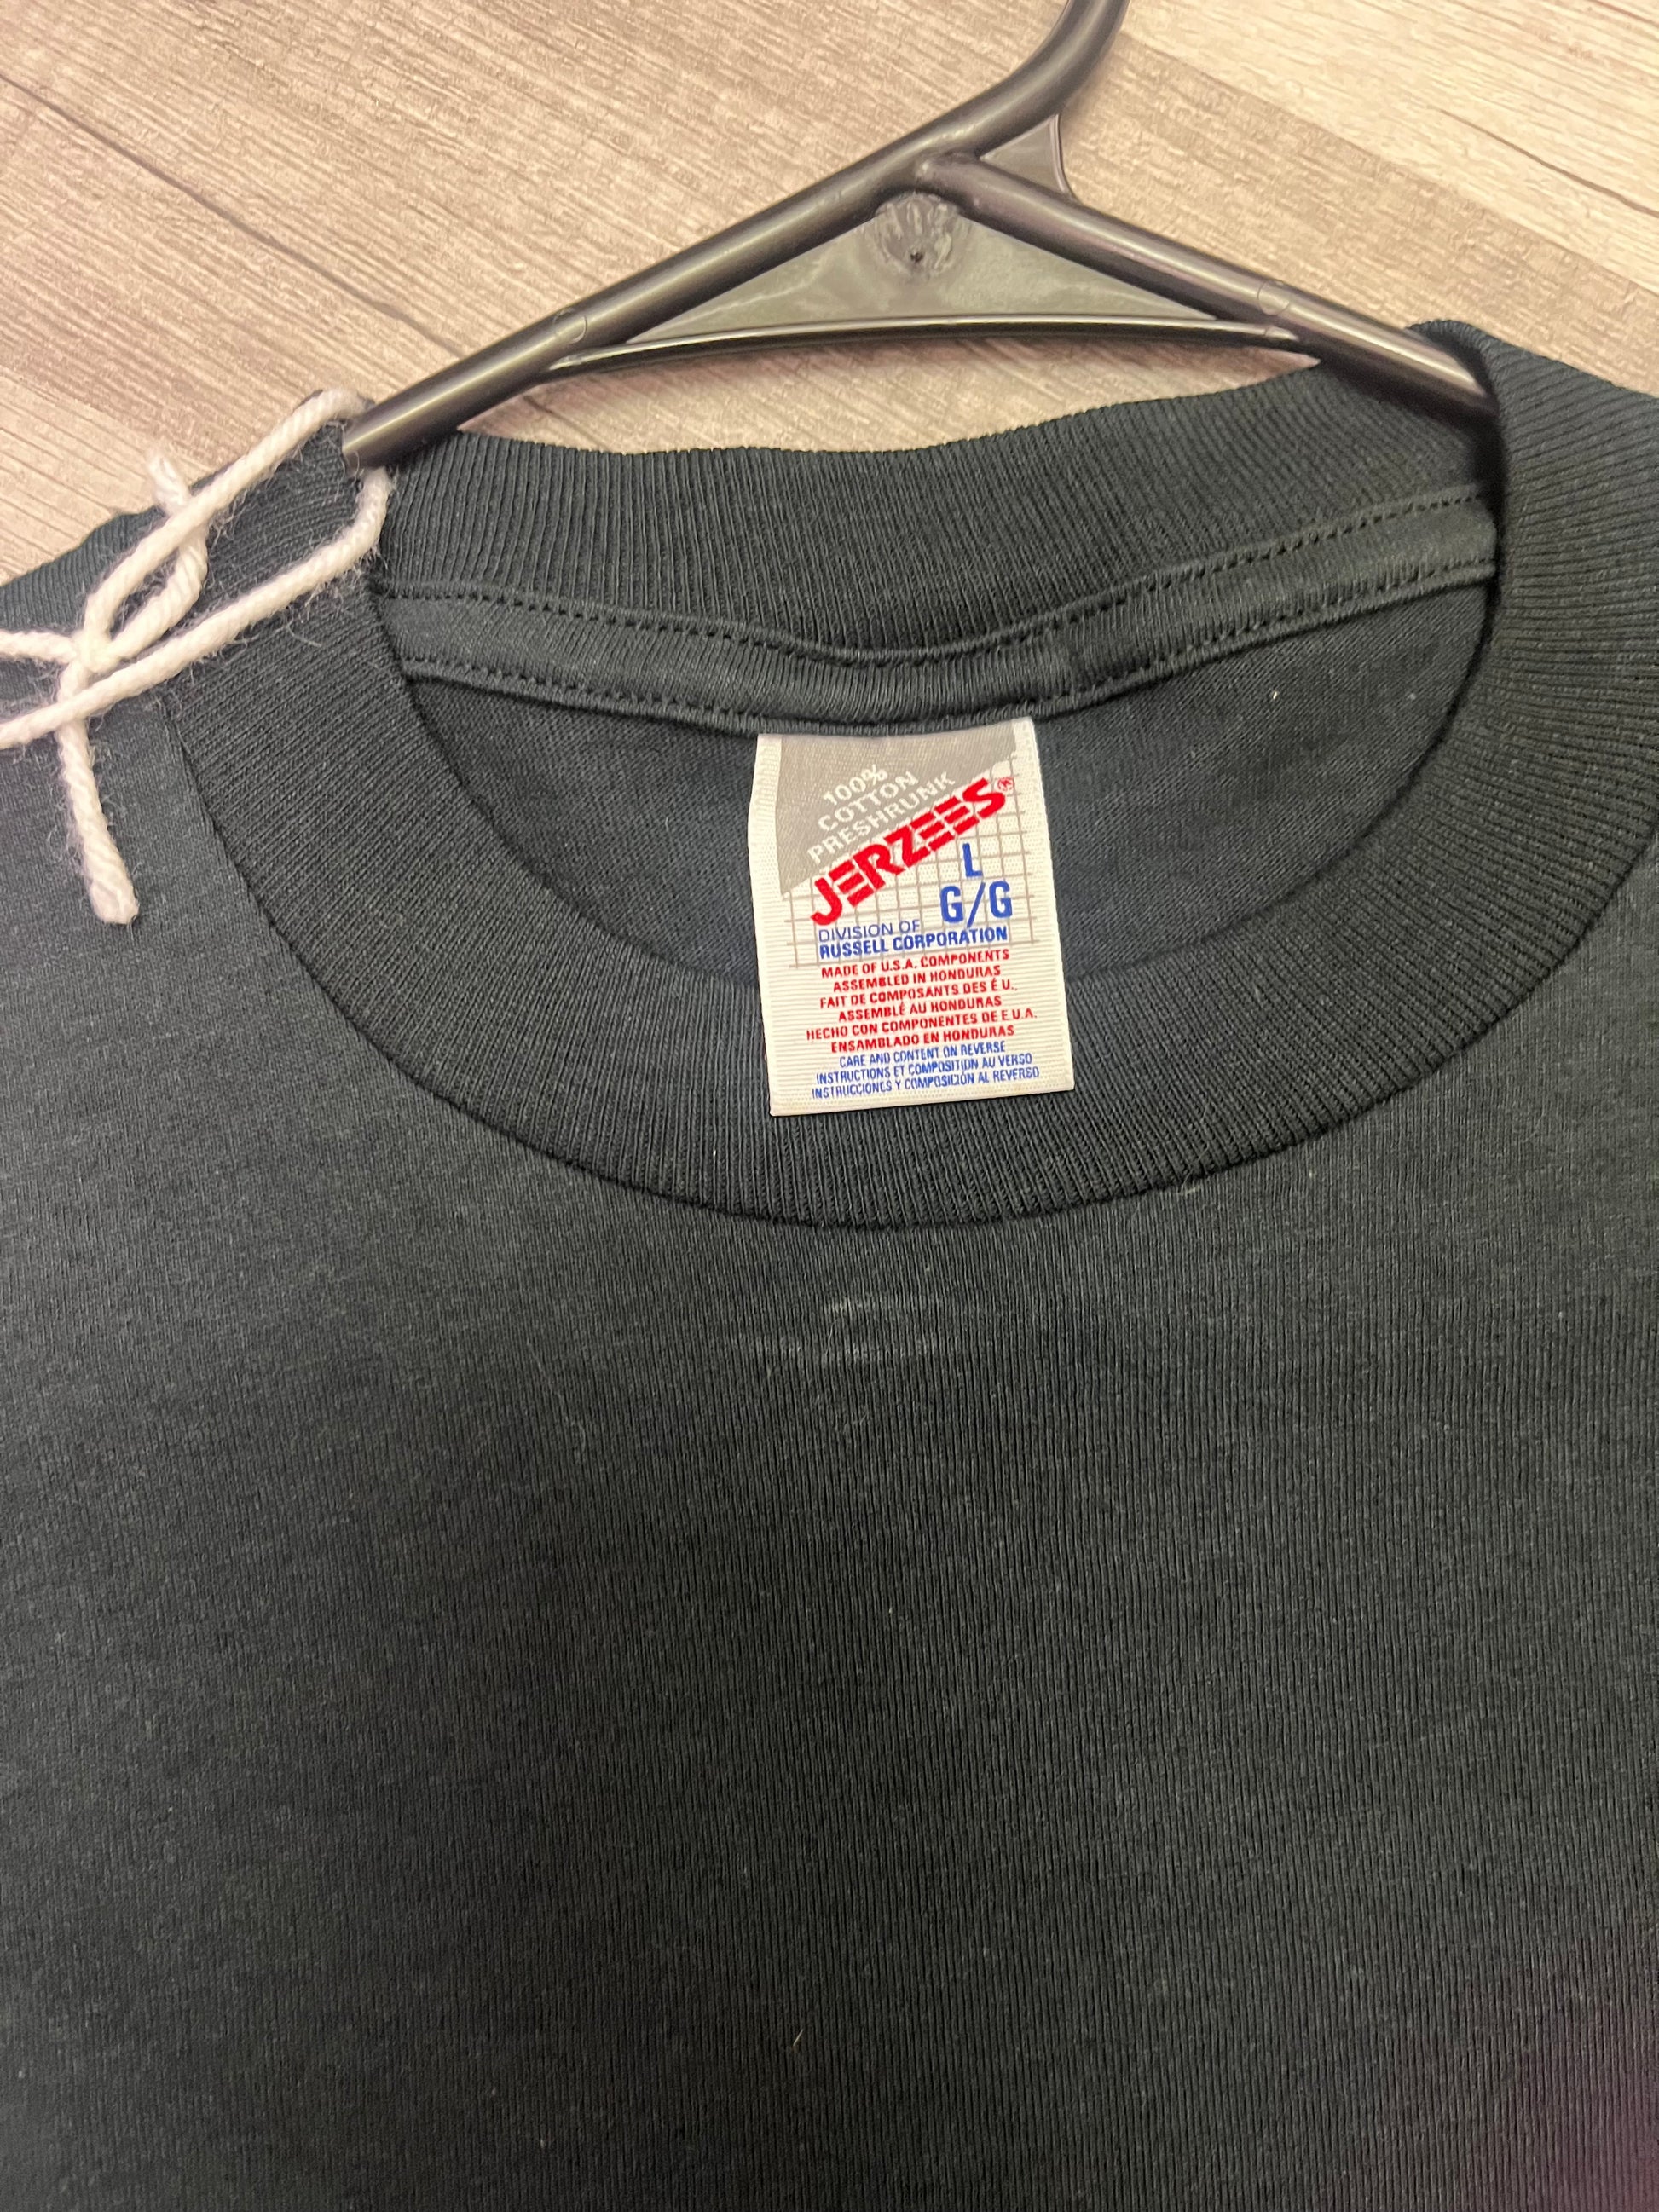 100%
COTTON
PRESHRUNK
JERZEES®
L
G/G
DIVISION OF
RUSSELL CORPORATION
MADE OF U.S.A. COMPONENTS
ASSEMBLED IN HONDURAS
FAIT DE COMPOSANTS DES É U.,
ASSEMBLÉ AU HONDURAS
HECHO CON COMPONENTES DE E.U.A.
ENSAMBLADO EN HONDURAS
CARE AND CONTENT ON REVERSE
INSTRUCTIONS ET COMPOSITION AU VERSO
INSTRUCCIONES Y COMPOSICIÓN AL REVERSO